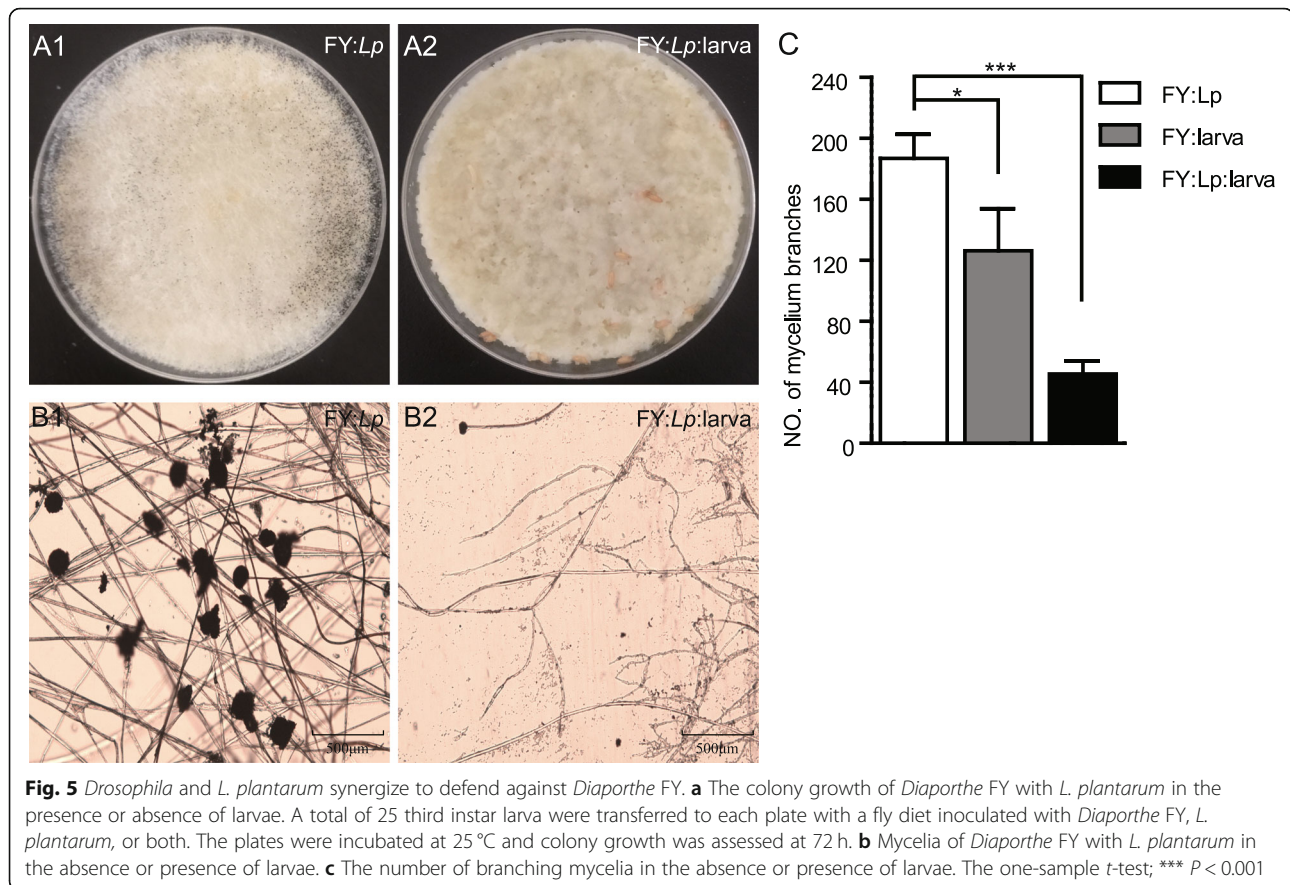 A1
FY:Lp
A2
FY:Lp:larva
C
240
200
160
120
80
40
0
NO. of mycelium branches
***
*
FY:Lp
FY:larva
FY:Lp:larva
B1
FY:Lp
500μm
B2
FY:Lp:larva
500μm
Fig. 5 Drosophila and L. plantarum synergize to defend against Diaporthe FY. a The colony growth of Diaporthe FY with L. plantarum in the
presence or absence of larvae. A total of 25 third instar larva were transferred to each plate with a fly diet inoculated with Diaporthe FY, L.
plantarum, or both. The plates were incubated at 25 °C and colony growth was assessed at 72 h. b Mycelia of Diaporthe FY with L. plantarum in
the absence or presence of larvae. c The number of branching mycelia in the absence or presence of larvae. The one-sample t-test; *** P < 0.001